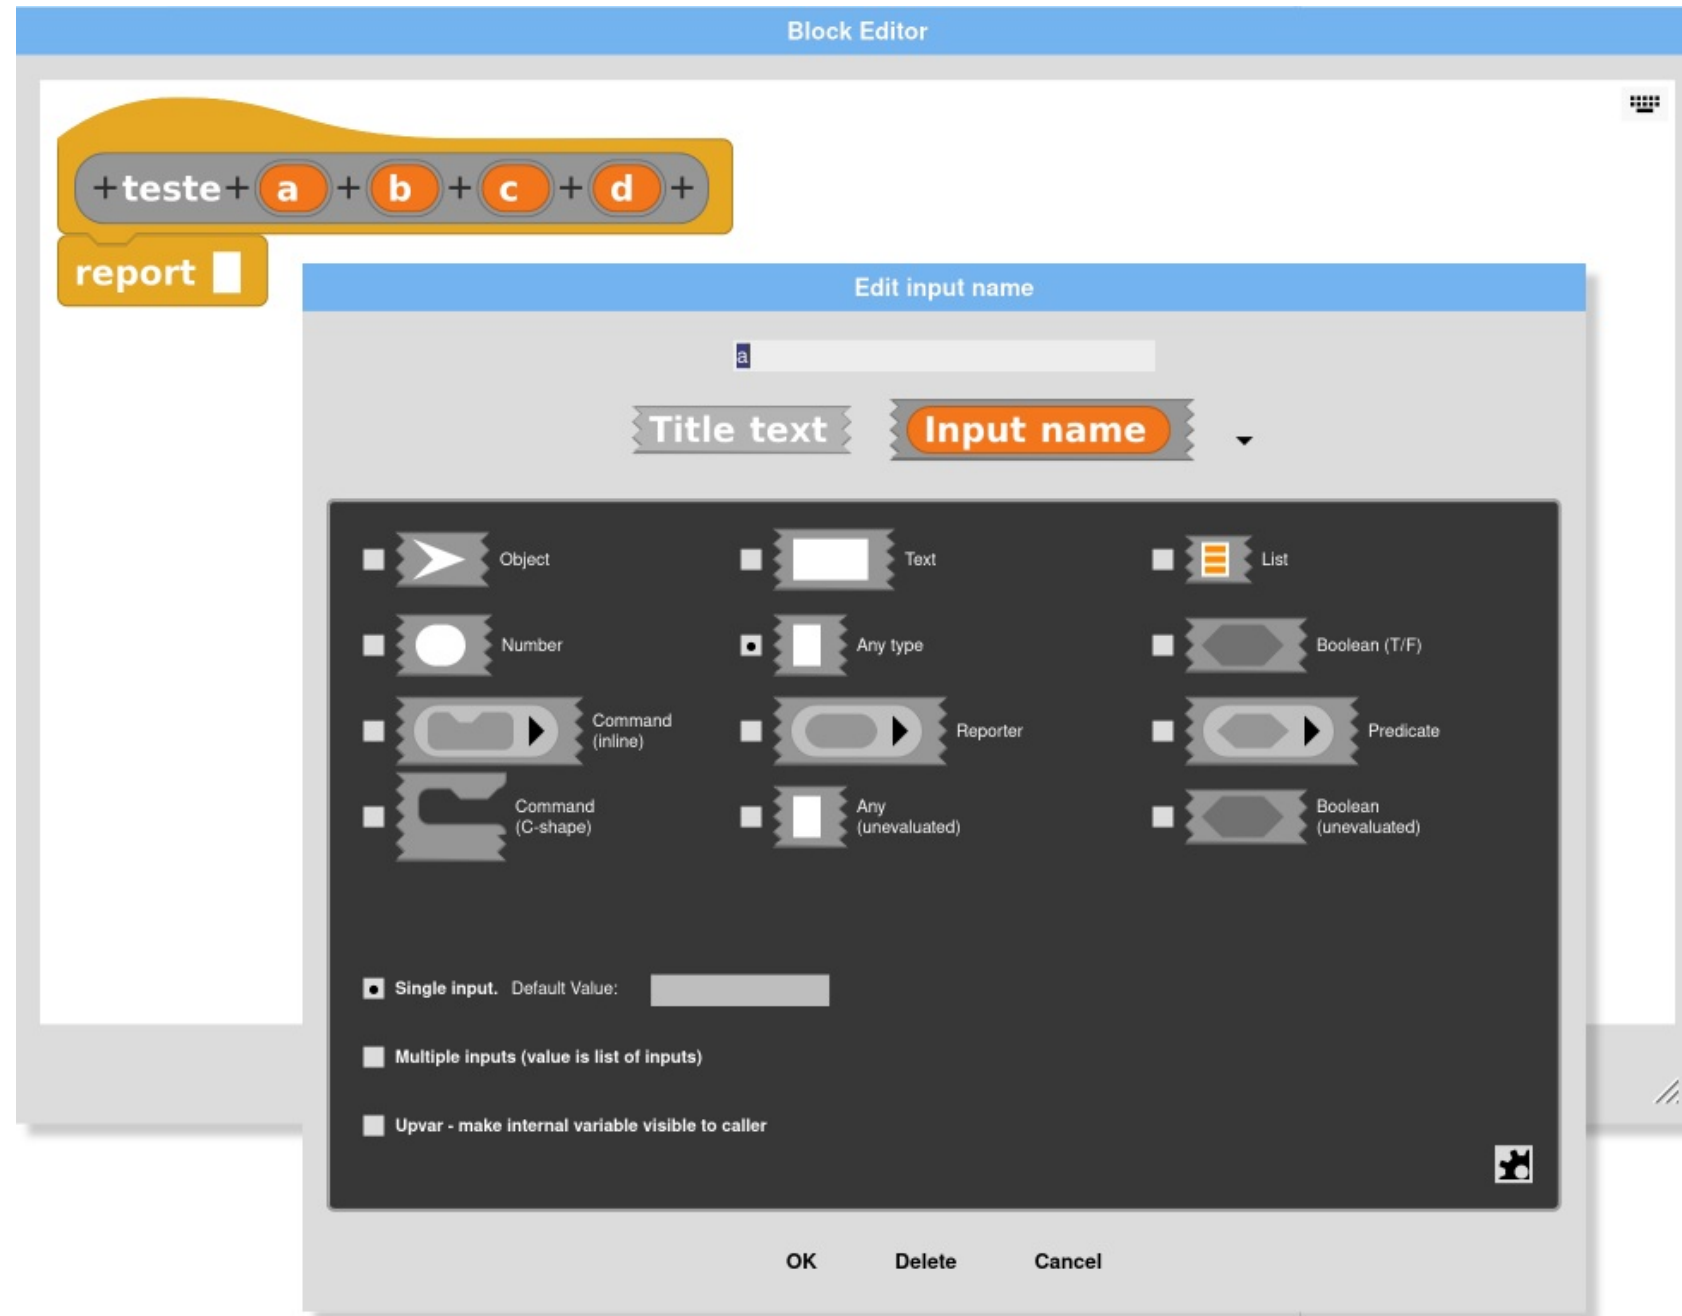 Block Editor
+ teste + a + b + c + d +
report
Edit input name
a
Title text Input name
Object Text List
Number Any type Boolean (T/F)
Command (inline) Reporter Predicate
Command (C-shape) Any (unevaluated) Boolean (unevaluated)
Single input. Default Value:
Multiple inputs (value is list of inputs)
Upvar - make internal variable visible to caller
OK Delete Cancel